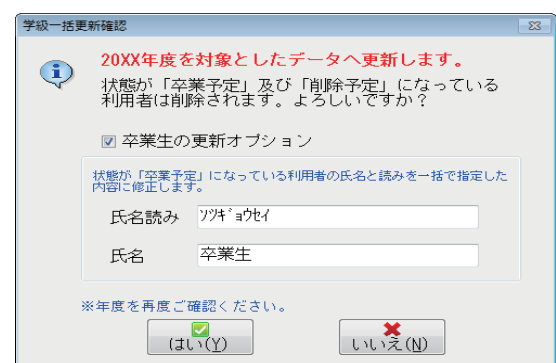 学級一括更新確認
20XX年度を対象としたデータへ更新します。
状態が「卒業予定」及び「削除予定」になっている
利用者は削除されます。よろしいですか？
卒業生の更新オプション
状態が「卒業予定」になっている利用者の氏名と読みを一括で指定した
内容に修正します。
氏名読み ｿﾂｷﾞｮｳｾｲ
氏名 卒業生
※年度を再度ご確認ください。
はい(Y) いいえ(N)